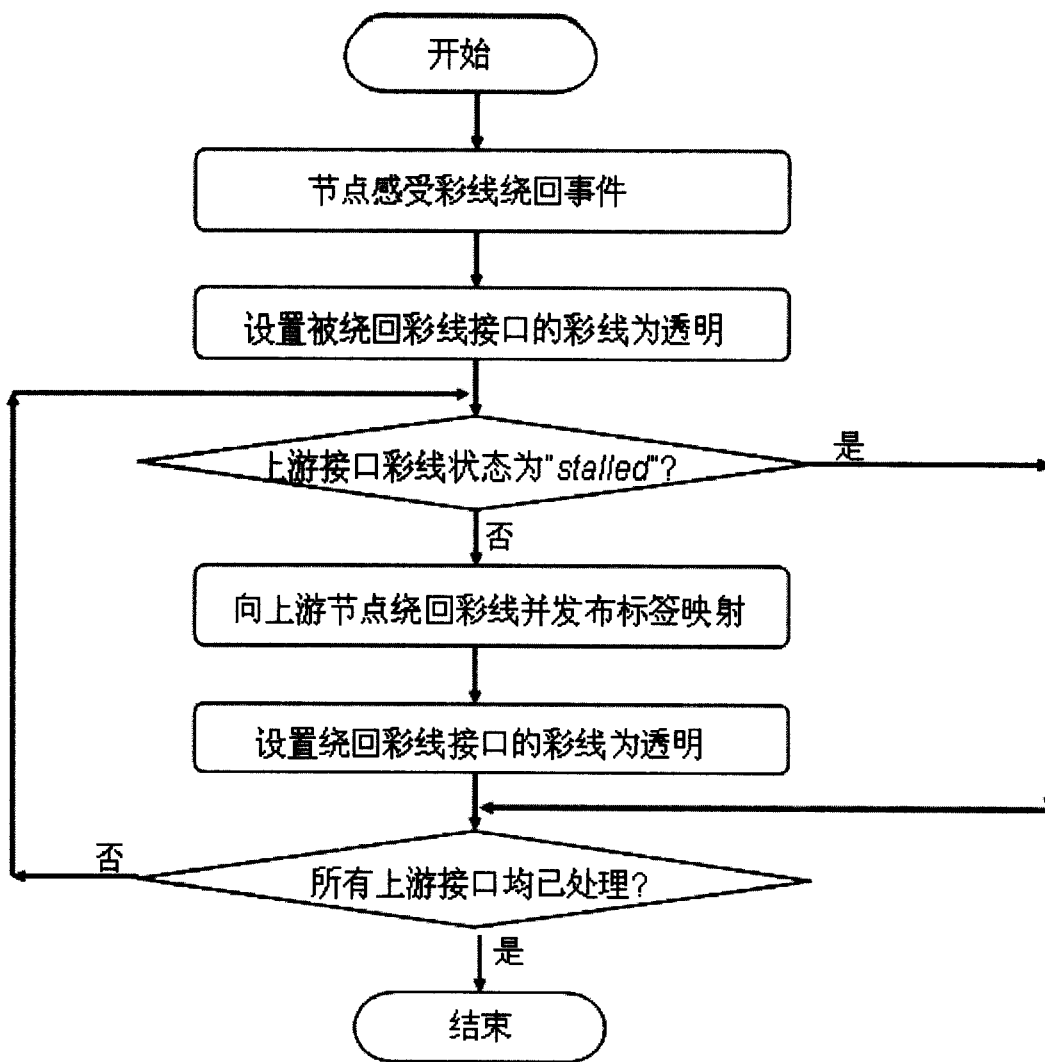 开始
节点感受彩线绕回事件
设置被绕回彩线接口的彩线为透明
上游接口彩线状态为"stalled"?
是
否
向上游节点绕回彩线并发布标签映射
设置绕回彩线接口的彩线为透明
否
所有上游接口均已处理?
是
结束